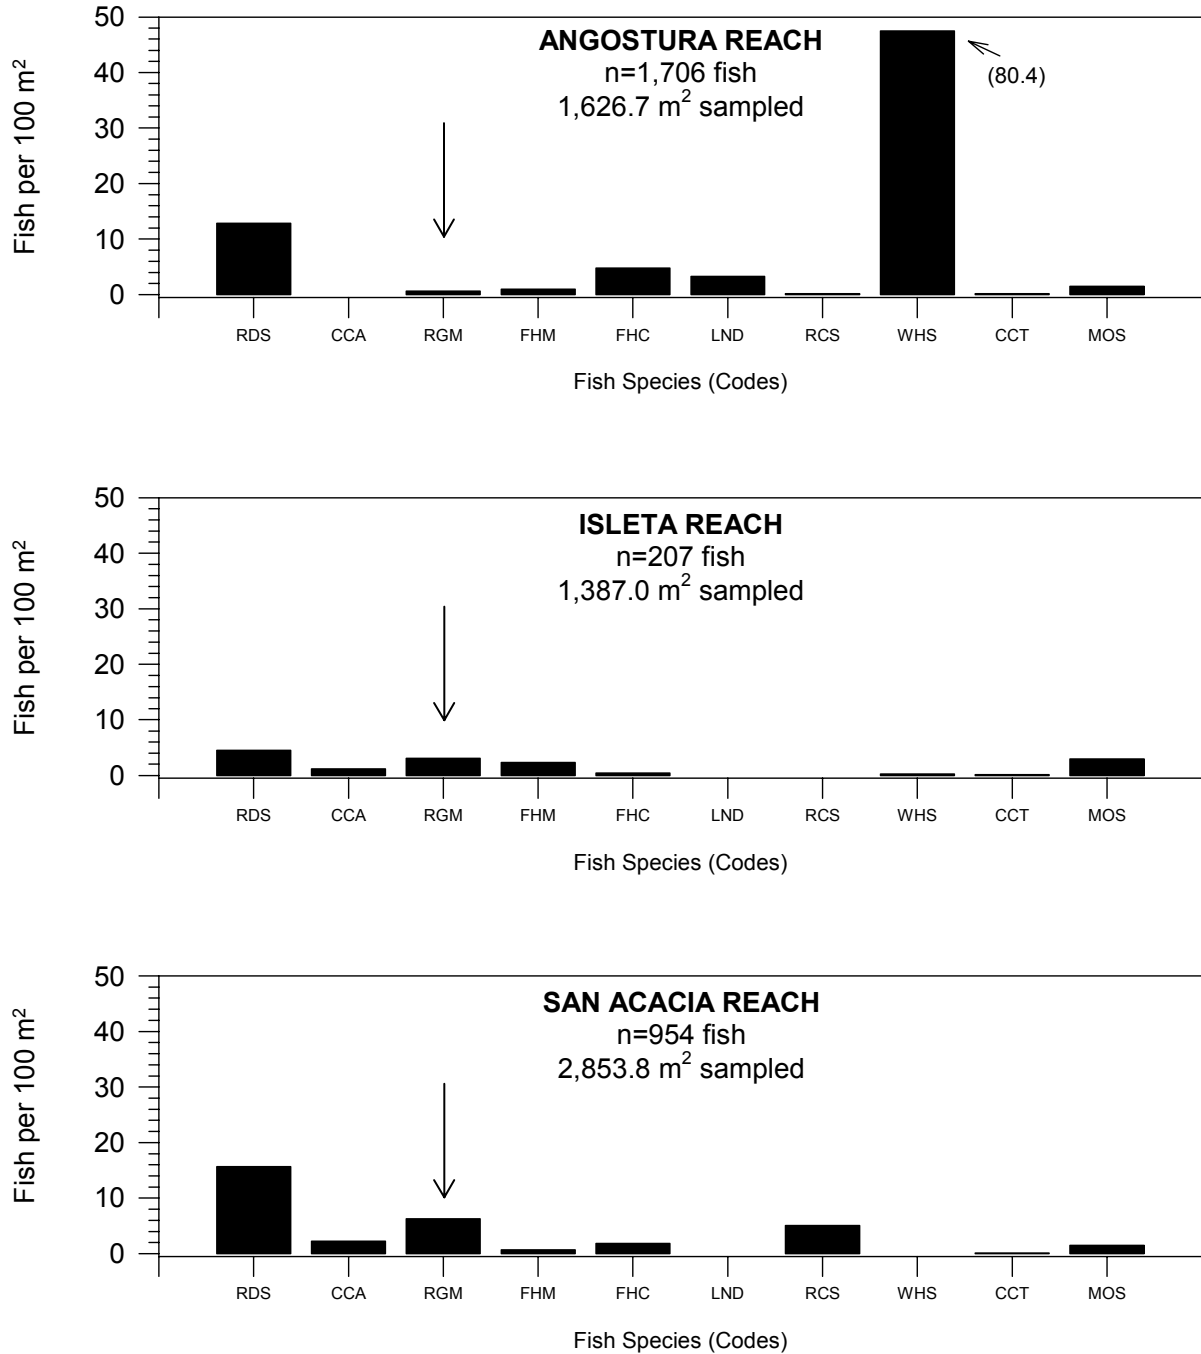 ANGOSTURA REACH
n=1,706 fish
1,626.7 m² sampled
(80.4)
Fish per 100 m²
50
40
30
20
10
0
RDS CCA RGM FHM FHC LND RCS WHS CCT MOS
Fish Species (Codes)
ISLETA REACH
n=207 fish
1,387.0 m² sampled
Fish per 100 m²
50
40
30
20
10
0
RDS CCA RGM FHM FHC LND RCS WHS CCT MOS
Fish Species (Codes)
SAN ACACIA REACH
n=954 fish
2,853.8 m² sampled
Fish per 100 m²
50
40
30
20
10
0
RDS CCA RGM FHM FHC LND RCS WHS CCT MOS
Fish Species (Codes)